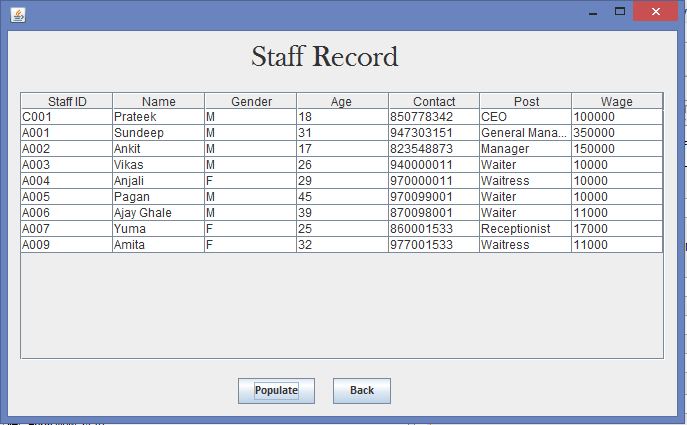 Staff Record
Staff ID Name Gender Age Contact Post Wage
C001 Prateek M 18 850778342 CEO 100000
A001 Sundeep M 31 947303151 General Mana... 350000
A002 Ankit M 17 823548873 Manager 150000
A003 Vikas M 26 940000011 Waiter 10000
A004 Anjali F 29 970000011 Waitress 10000
A005 Pagan M 45 970099001 Waiter 10000
A006 Ajay Ghale M 39 870098001 Waiter 11000
A007 Yuma F 25 860001533 Receptionist 17000
A009 Amita F 32 977001533 Waitress 11000
Populate Back